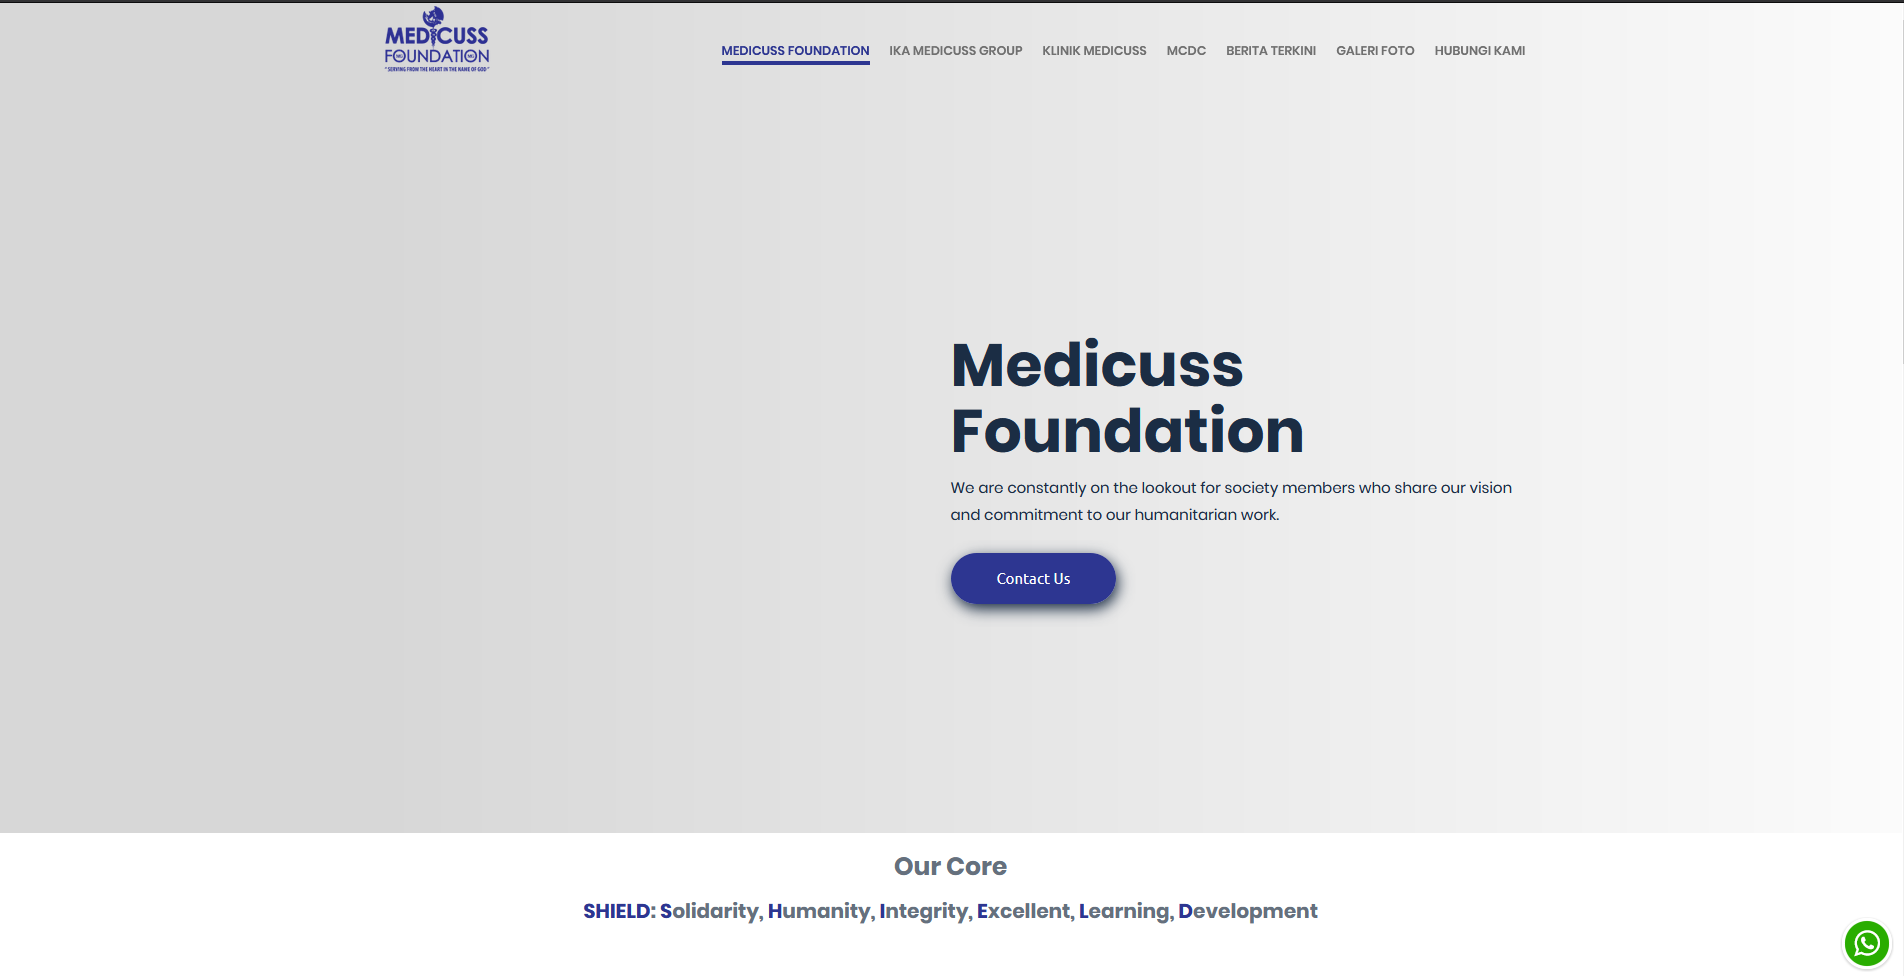 MEDICUSS
FOUNDATION
"SERVING FROM THE HEART IN THE NAME OF GOD"
MEDICUSS FOUNDATION IKA MEDICUSS GROUP KLINIK MEDICUSS MCDC BERITA TERKINI GALERI FOTO HUBUNGI KAMI
Medicuss
Foundation
We are constantly on the lookout for society members who share our vision
and commitment to our humanitarian work.
Contact Us
Our Core
SHIELD: Solidarity, Humanity, Integrity, Excellent, Learning, Development